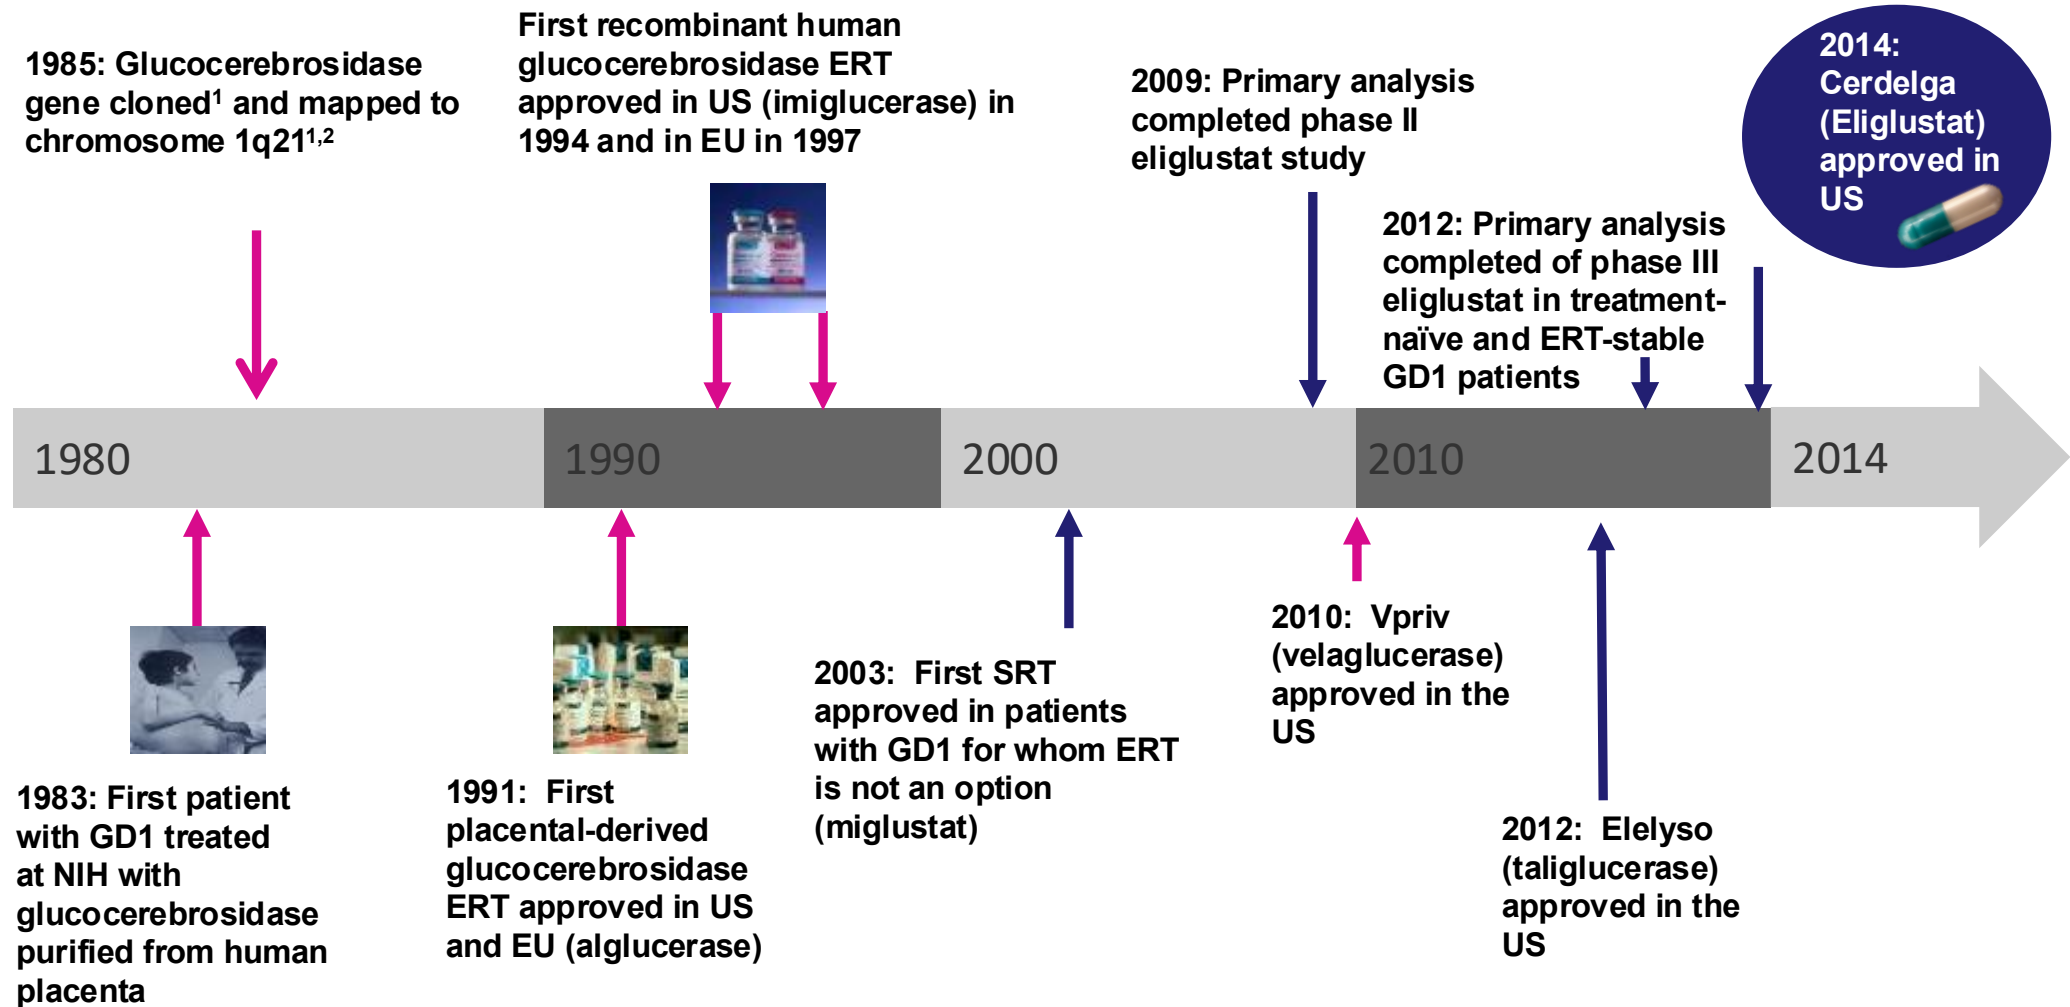 1985: Glucocerebrosidase
gene cloned¹ and mapped to
chromosome 1q21¹,²
First recombinant human
glucocerebrosidase ERT
approved in US (imiglucerase) in
1994 and in EU in 1997
2009: Primary analysis
completed phase II
eliglustat study
2012: Primary analysis
completed of phase III
eliglustat in treatment-
naïve and ERT-stable
GD1 patients
2014:
Cerdelga
(Eliglustat)
approved in
US
1980
1990
2000
2010
2014
1983: First patient
with GD1 treated
at NIH with
glucocerebrosidase
purified from human
placenta
1991:  First
placental-derived
glucocerebrosidase
ERT approved in US
and EU (alglucerase)
2003:  First SRT
approved in patients
with GD1 for whom ERT
is not an option
(miglustat)
2010:  Vpriv
(velaglucerase)
approved in the
US
2012:  Elelyso
(taliglucerase)
approved in the
US